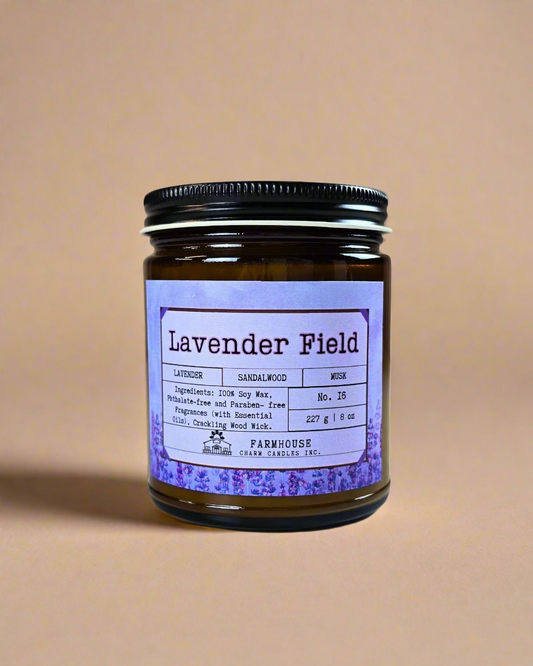 Lavender Field
LAVENDER SANDALWOOD MUSK
Ingredients: 100% Soy Wax,
Phthalate-free and Paraben- free
Fragrances (with Essential
Oils), Crackling Wood Wick.
No. 16
227 g | 8 oz
FARMHOUSE
CHARM CANDLES INC.